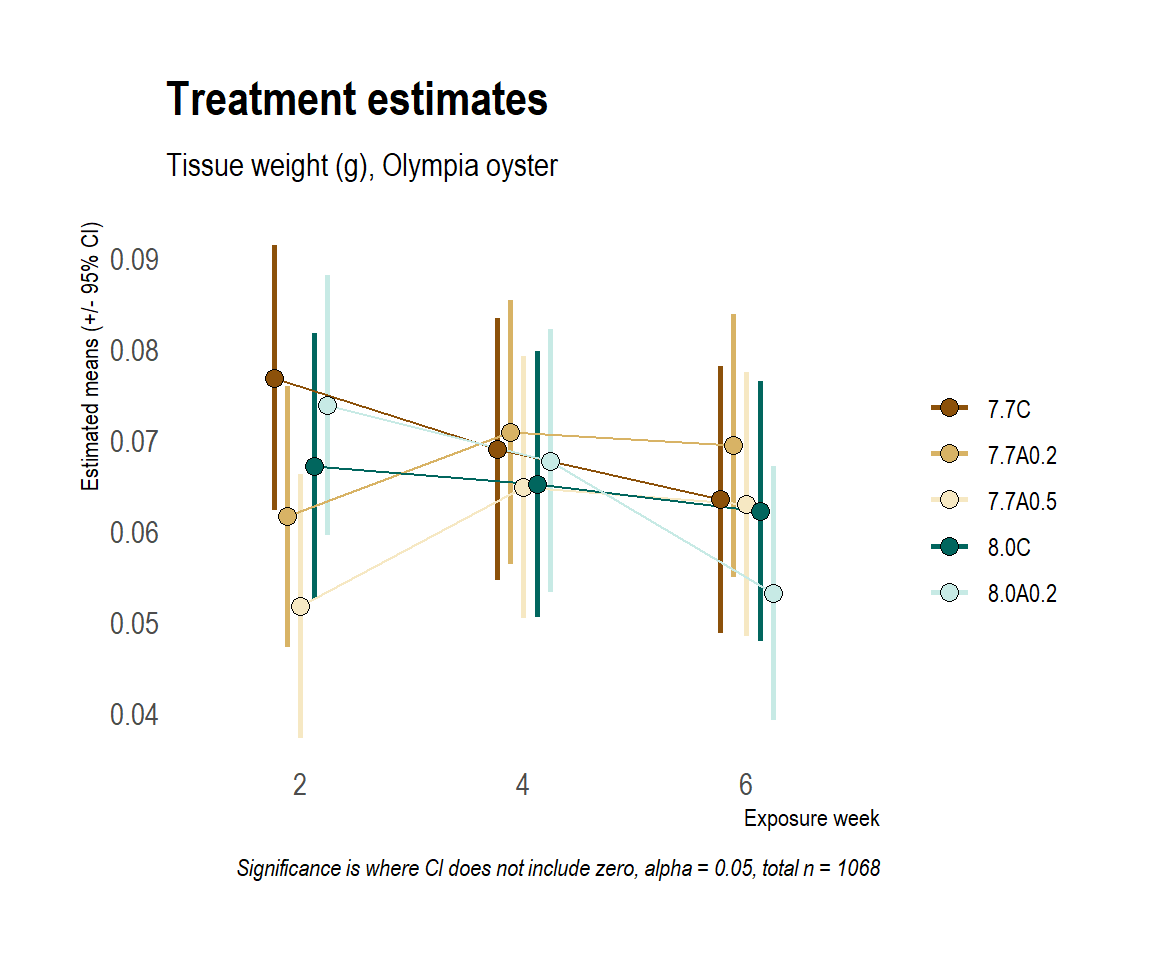 Treatment estimates
Tissue weight (g), Olympia oyster
Estimated means (+/- 95% CI)
0.09
0.08
0.07
0.06
0.05
0.04
2 4 6
Exposure week
7.7C
7.7A0.2
7.7A0.5
8.0C
8.0A0.2
Significance is where CI does not include zero, alpha = 0.05, total n = 1068